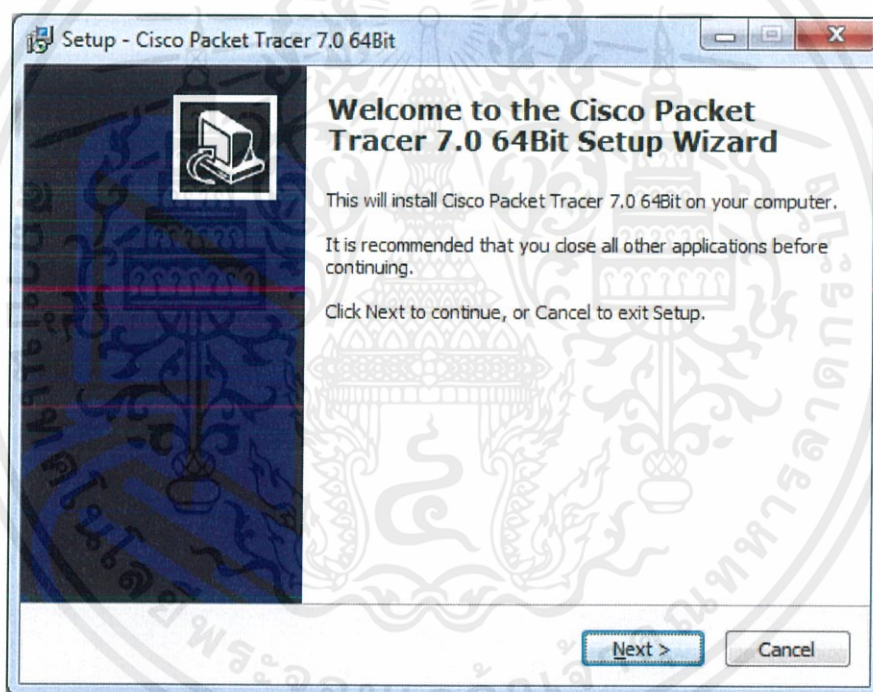 Setup - Cisco Packet Tracer 7.0 64Bit
Welcome to the Cisco Packet
Tracer 7.0 64Bit Setup Wizard
This will install Cisco Packet Tracer 7.0 64Bit on your computer.
It is recommended that you close all other applications before
continuing.
Click Next to continue, or Cancel to exit Setup.
Next >
Cancel